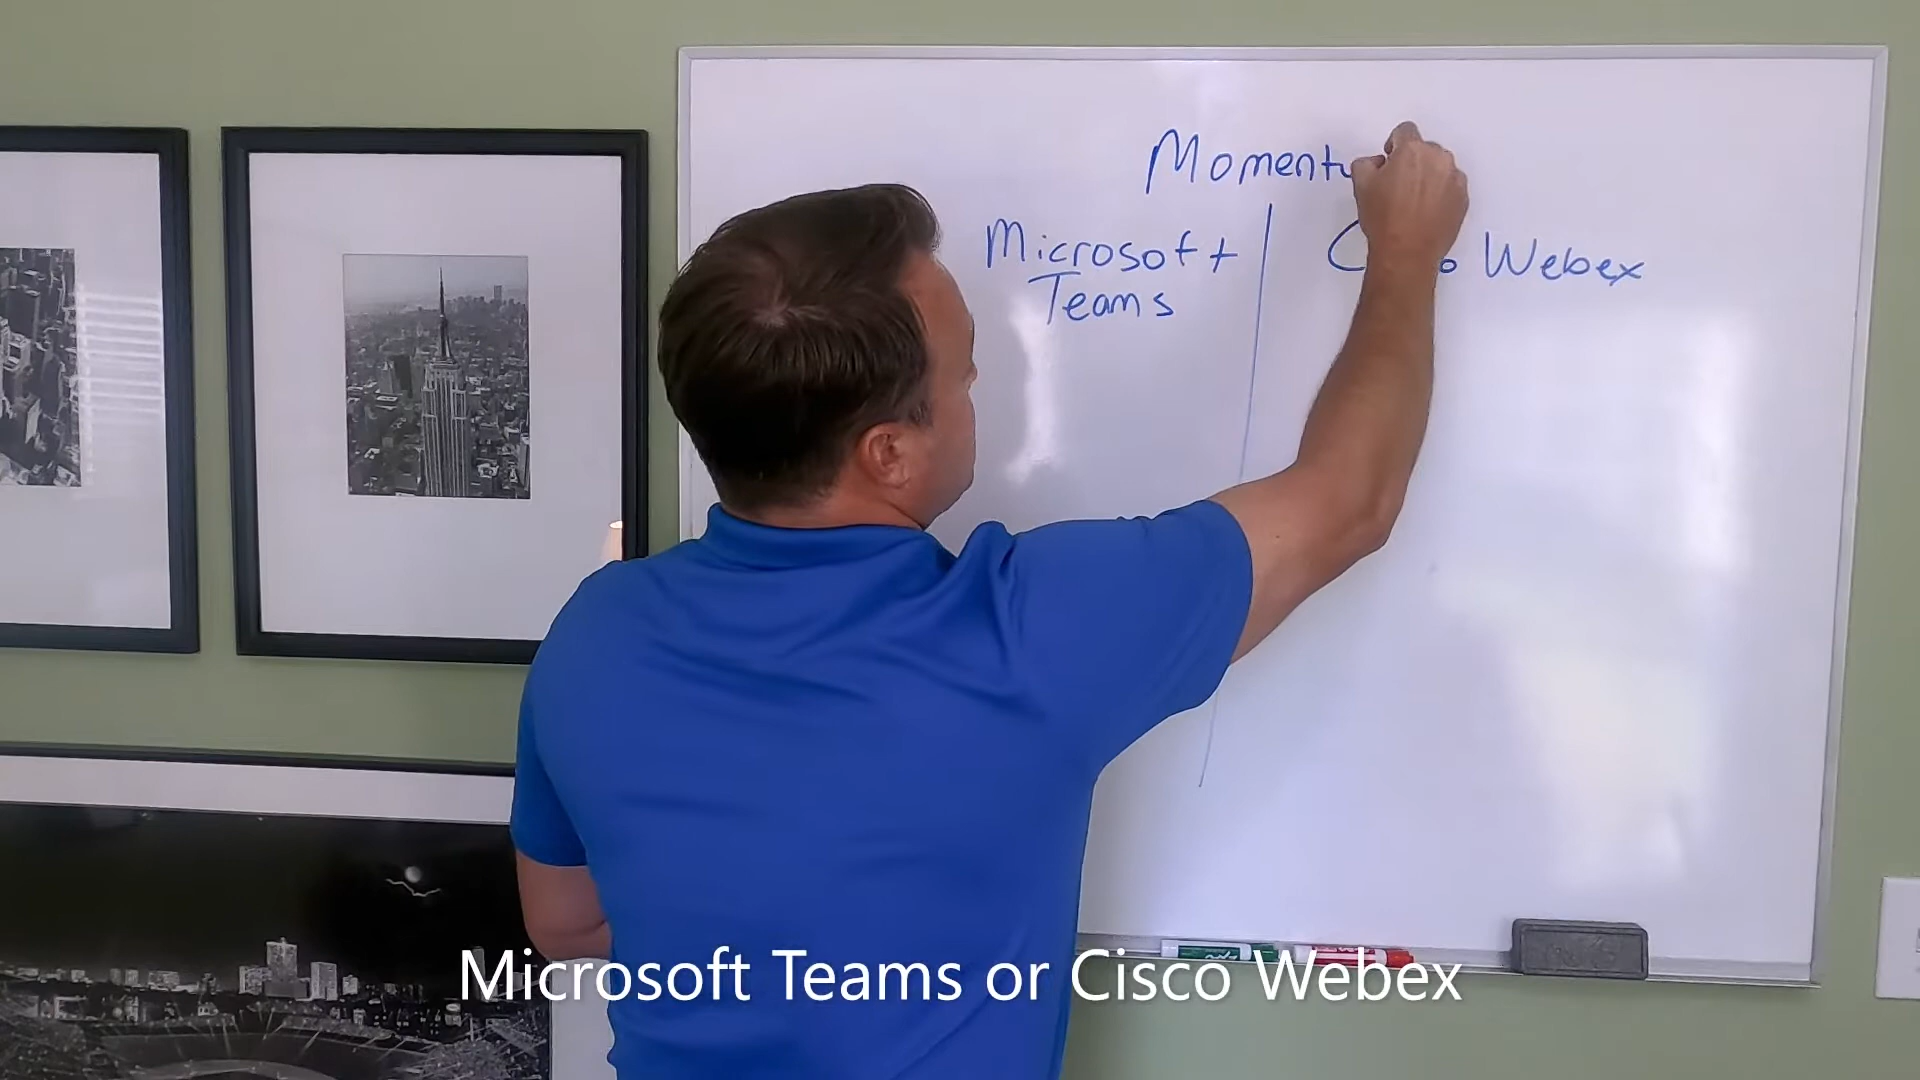 Momentu
Microsoft
Teams
Webex
Microsoft Teams or Cisco Webex